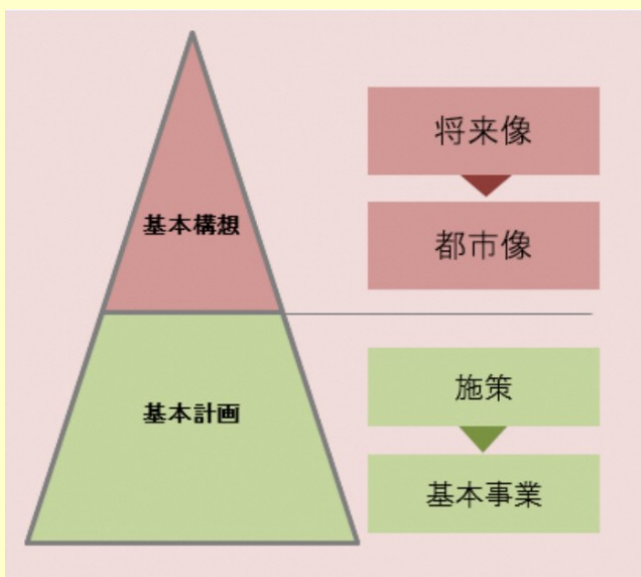 将来像
基本構想
都市像
施策
基本計画
基本事業